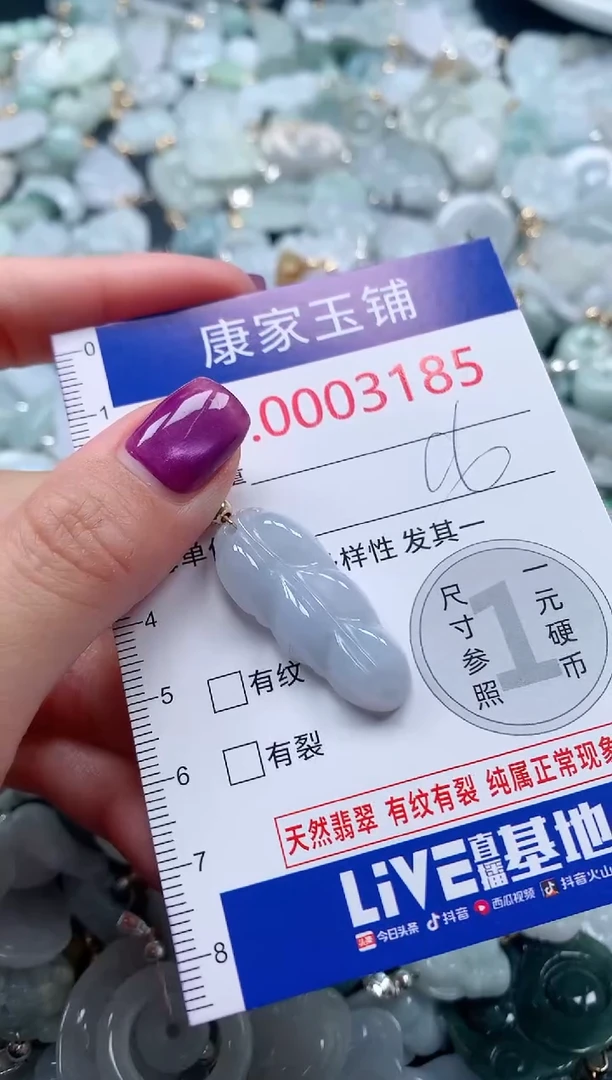 康家玉铺
.0003185
有纹
样性 发其一
尺寸参照
1
一元硬币
有裂
天然翡翠 有纹有裂 纯属正常现象
LiVE直播基地
头条 今日头条 抖音 西瓜视频 抖音火山
0
1
4
5
6
7
8